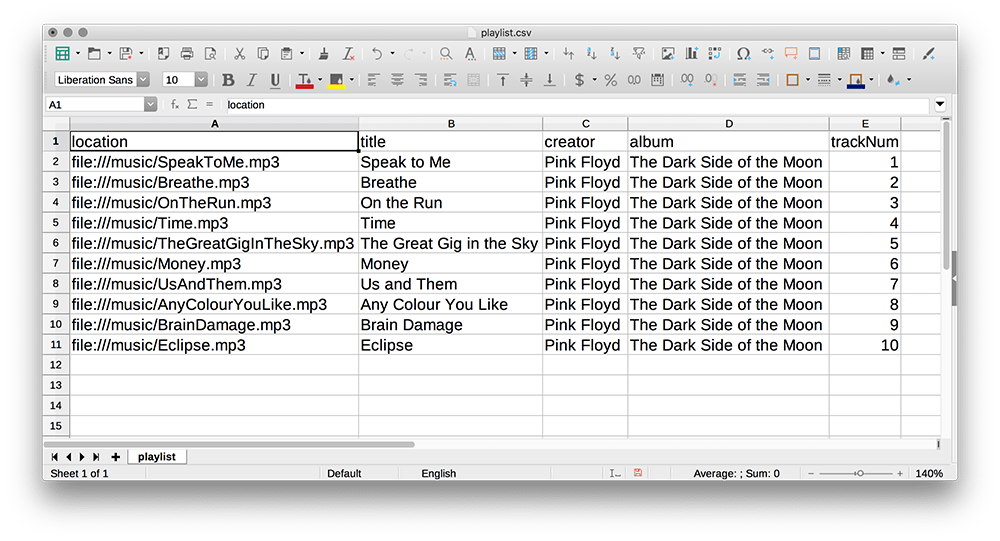 playlist.csv
Liberation Sans 10
A1 location
A B C D E
1 location title creator album trackNum
2 file:///music/SpeakToMe.mp3 Speak to Me Pink Floyd The Dark Side of the Moon 1
3 file:///music/Breathe.mp3 Breathe Pink Floyd The Dark Side of the Moon 2
4 file:///music/OnTheRun.mp3 On the Run Pink Floyd The Dark Side of the Moon 3
5 file:///music/Time.mp3 Time Pink Floyd The Dark Side of the Moon 4
6 file:///music/TheGreatGigInTheSky.mp3 The Great Gig in the Sky Pink Floyd The Dark Side of the Moon 5
7 file:///music/Money.mp3 Money Pink Floyd The Dark Side of the Moon 6
8 file:///music/UsAndThem.mp3 Us and Them Pink Floyd The Dark Side of the Moon 7
9 file:///music/AnyColourYouLike.mp3 Any Colour You Like Pink Floyd The Dark Side of the Moon 8
10 file:///music/BrainDamage.mp3 Brain Damage Pink Floyd The Dark Side of the Moon 9
11 file:///music/Eclipse.mp3 Eclipse Pink Floyd The Dark Side of the Moon 10
12
13
14
15
playlist
Sheet 1 of 1 Default English Average: ; Sum: 0 140%